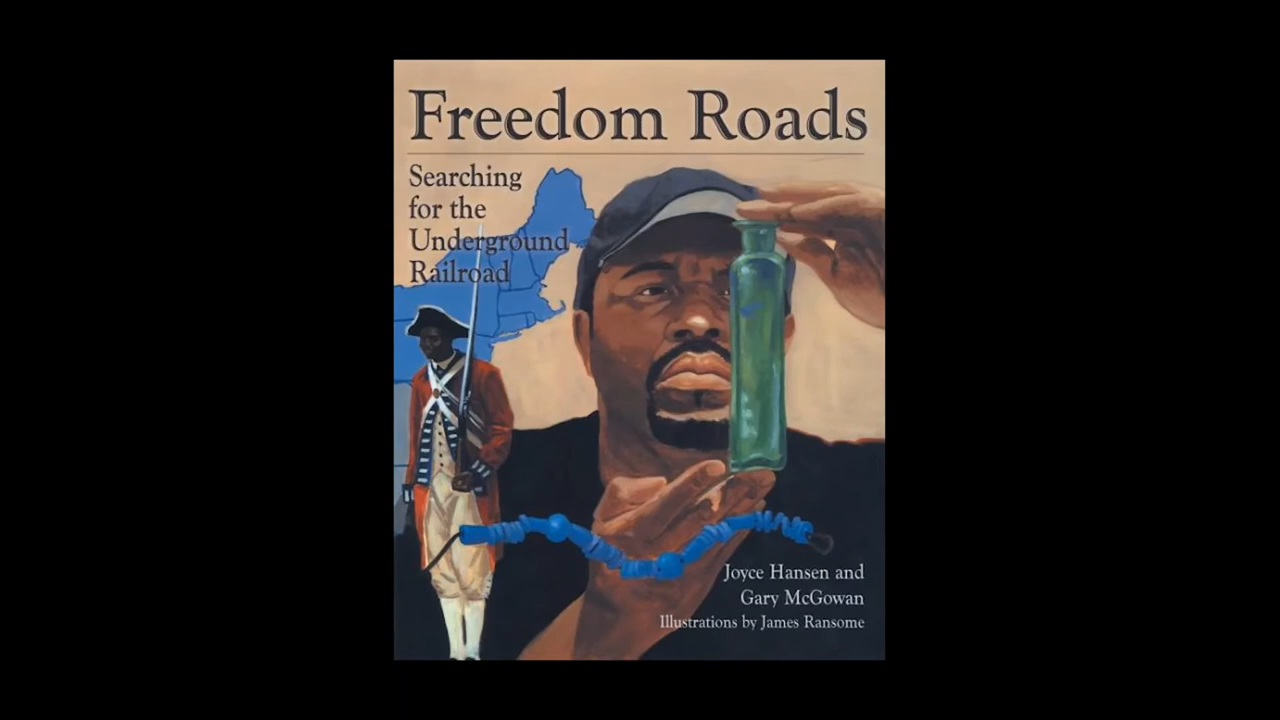 Freedom Roads
Searching
for the
Underground
Railroad
Joyce Hansen and
Gary McGowan
Illustrations by James Ransome